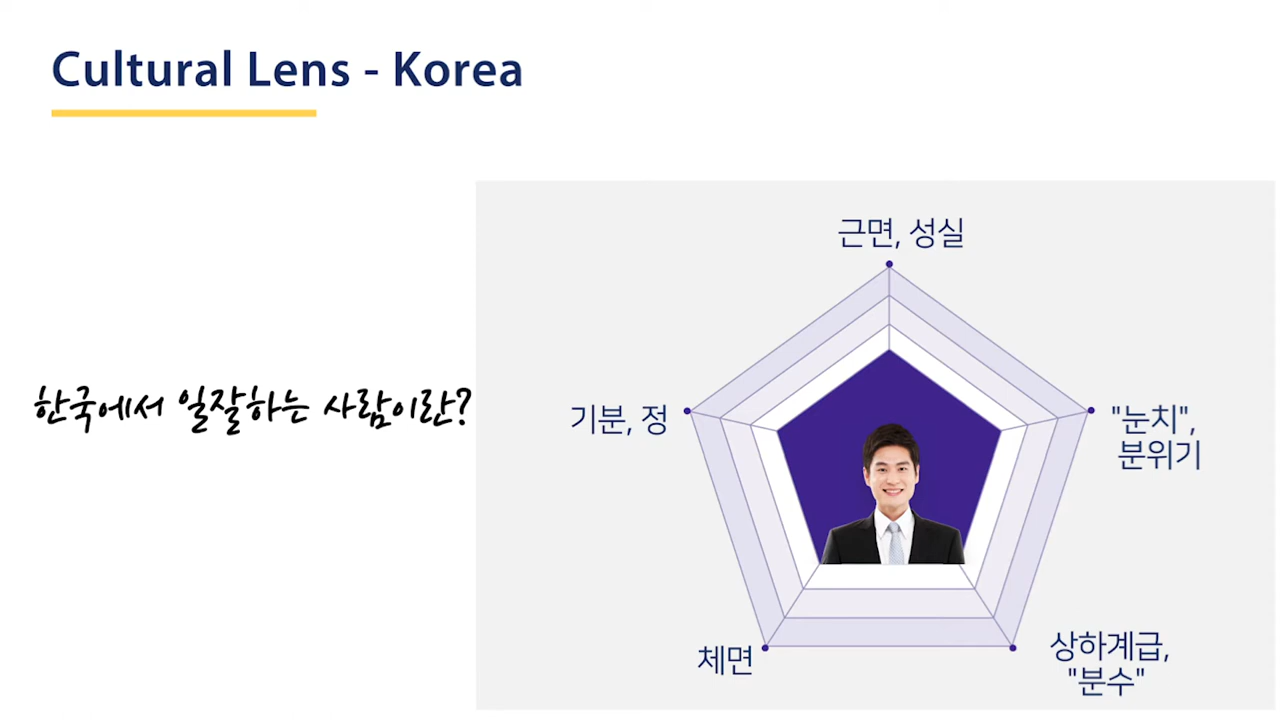 Cultural Lens - Korea
한국에서 일잘하는 사람이란?
근면, 성실
기분, 정
"눈치",
분위기
체면
상하계급,
"분수"